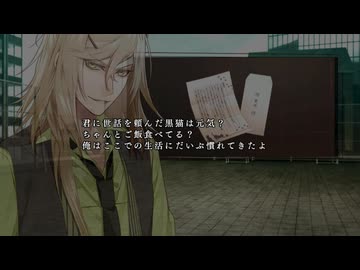 君に世話を頼んだ黒猫は元気？
ちゃんとご飯食べてる？
俺はここでの生活にだいぶ慣れてきたよ